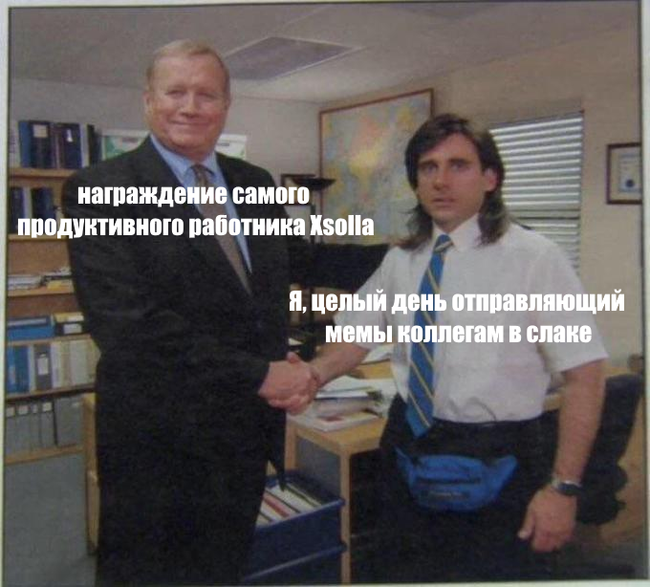 награждение самого
продуктивного работника Xsolla
Я, целый день отправляющий
мемы коллегам в слаке